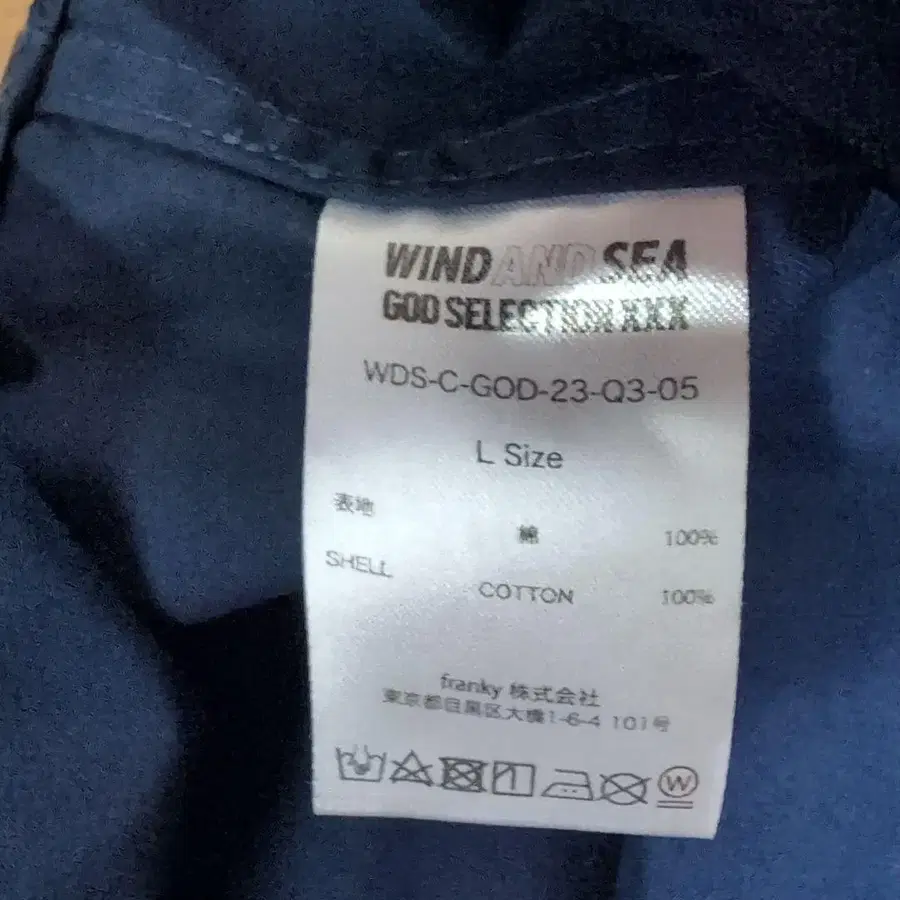 WIND AND SEA
GOD SELECTION XXX
WDS-C-GOD-23-Q3-05
L Size
表地 綿 100%
SHELL COTTON 100%
franky 株式会社
東京都目黒区大橋1-6-4 101号
W